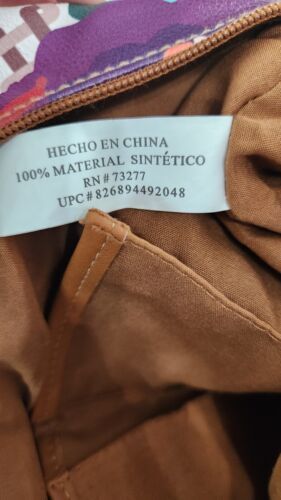 HECHO EN CHINA
100% MATERIAL SINTÉTICO
RN # 73277
UPC # 826894492048